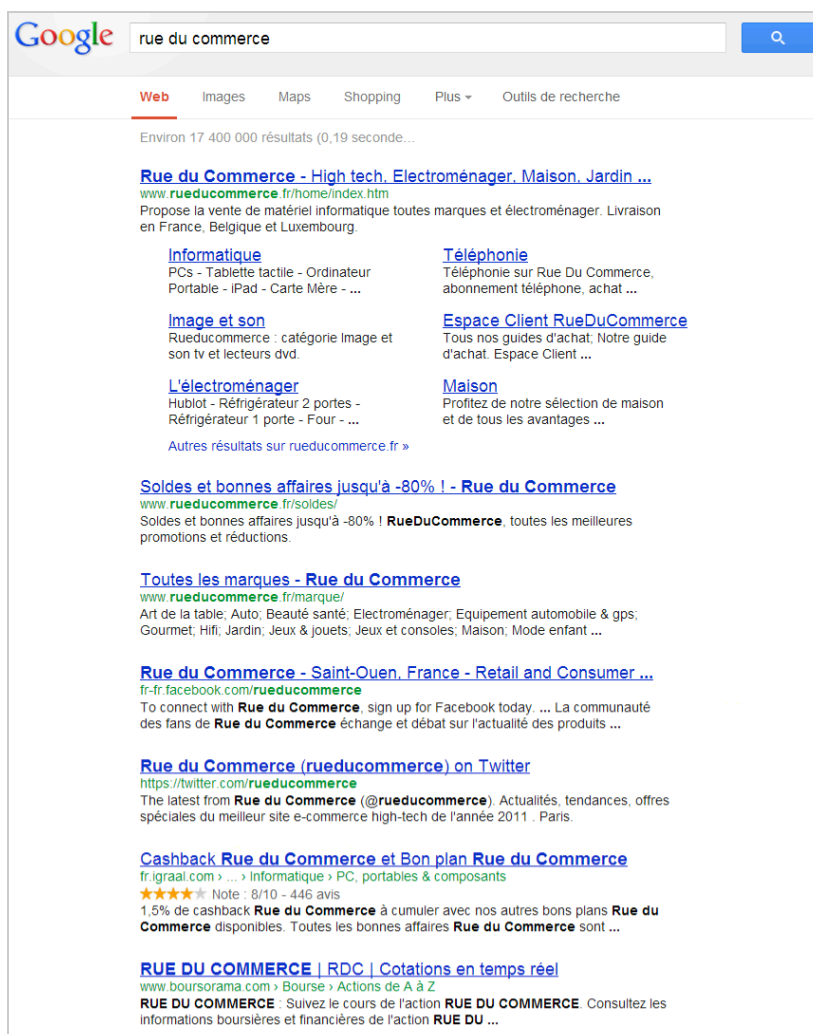 Google rue du commerce
Web Images Maps Shopping Plus Outils de recherche
Environ 17 400 000 résultats (0,19 seconde...
Rue du Commerce - High tech, Electroménager, Maison, Jardin ...
www.rueducommerce.fr/home/index.htm
Propose la vente de matériel informatique toutes marques et électroménager. Livraison
en France, Belgique et Luxembourg.
Informatique
PCs - Tablette tactile - Ordinateur
Portable - iPad - Carte Mère - ...
Téléphonie
Téléphonie sur Rue Du Commerce,
abonnement téléphone, achat ...
Image et son
Rueducommerce : catégorie Image et
son tv et lecteurs dvd.
Espace Client RueDuCommerce
Tous nos guides d'achat; Notre guide
d'achat. Espace Client ...
L'électroménager
Hublot - Réfrigérateur 2 portes -
Réfrigérateur 1 porte - Four - ...
Maison
Profitez de notre sélection de maison
et de tous les avantages ...
Autres résultats sur rueducommerce.fr »
Soldes et bonnes affaires jusqu'à -80% ! - Rue du Commerce
www.rueducommerce.fr/soldes/
Soldes et bonnes affaires jusqu'à -80% ! RueDuCommerce, toutes les meilleures
promotions et réductions.
Toutes les marques - Rue du Commerce
www.rueducommerce.fr/marque/
Art de la table; Auto; Beauté santé; Electroménager; Equipement automobile & gps;
Gourmet; Hifi; Jardin; Jeux & jouets; Jeux et consoles; Maison; Mode enfant ...
Rue du Commerce - Saint-Ouen, France - Retail and Consumer ...
fr-fr.facebook.com/rueducommerce
To connect with Rue du Commerce, sign up for Facebook today. ... La communauté
des fans de Rue du Commerce échange et débat sur l'actualité des produits ...
Rue du Commerce (rueducommerce) on Twitter
https://twitter.com/rueducommerce
The latest from Rue du Commerce (@rueducommerce). Actualités, tendances, offres
spéciales du meilleur site e-commerce high-tech de l'année 2011 . Paris.
Cashback Rue du Commerce et Bon plan Rue du Commerce
fr.igraal.com › ... › Informatique › PC, portables & composants
Note : 8/10 - 446 avis
1,5% de cashback Rue du Commerce à cumuler avec nos autres bons plans Rue du
Commerce disponibles. Toutes les bonnes affaires Rue du Commerce sont ...
RUE DU COMMERCE | RDC | Cotations en temps réel
www.boursorama.com › Bourse › Actions de A à Z
RUE DU COMMERCE : Suivez le cours de l'action RUE DU COMMERCE. Consultez les
informations boursières et financières de l'action RUE DU ...